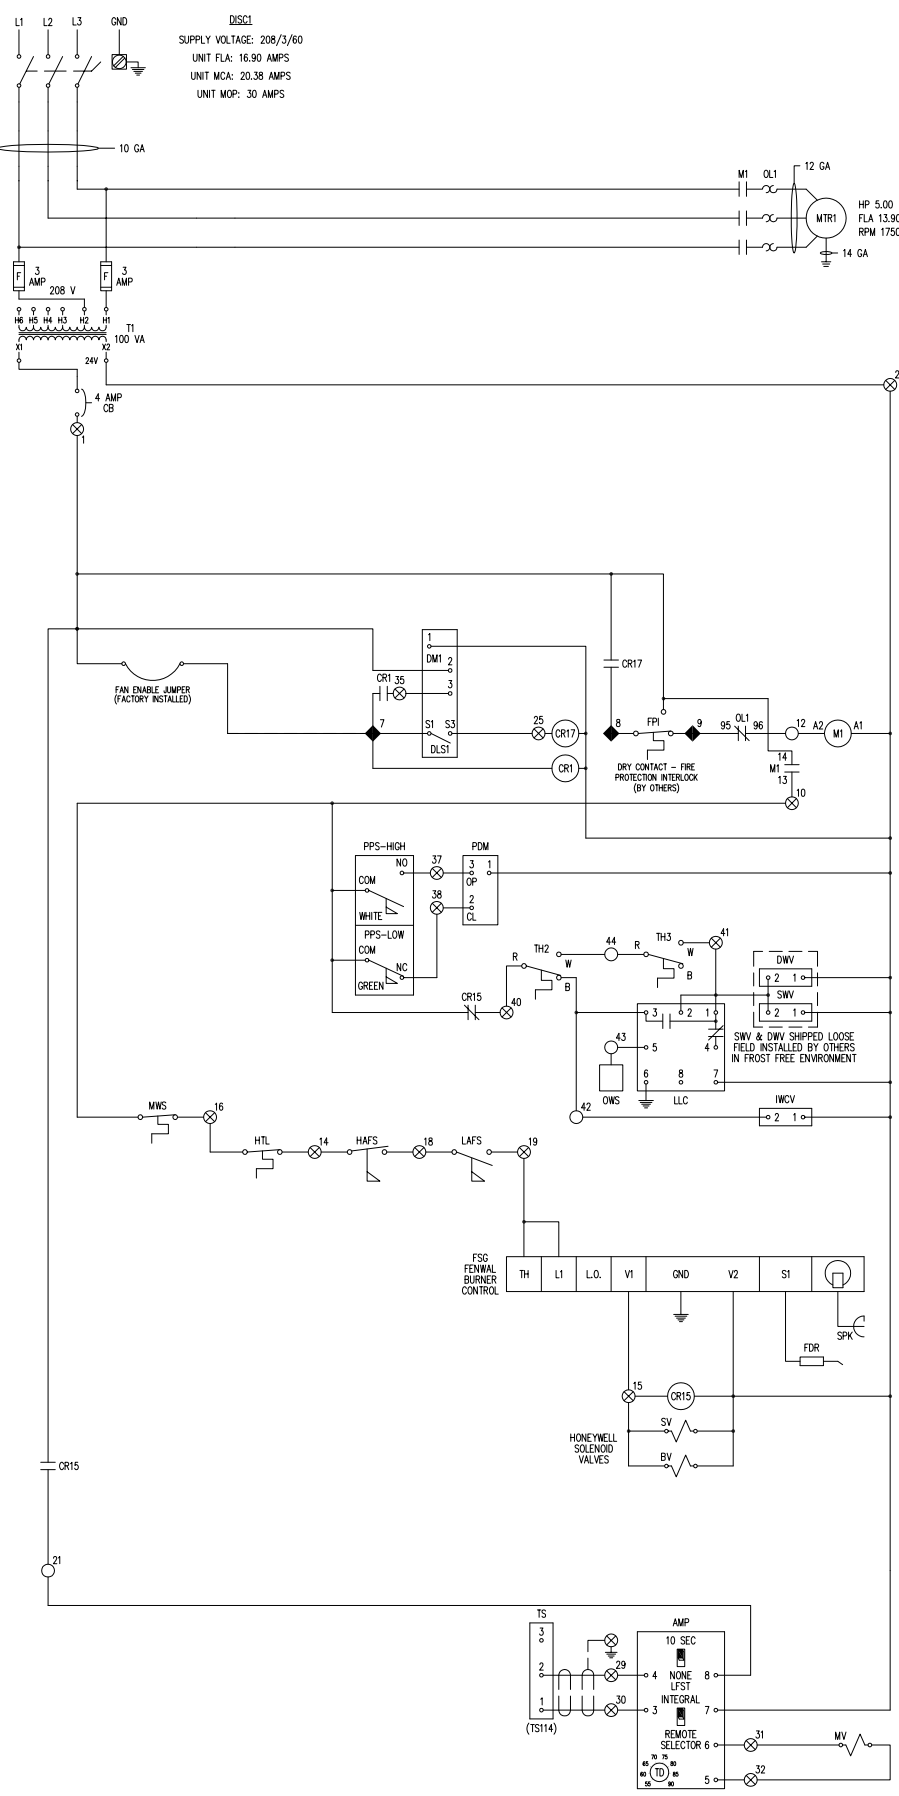 L1 L2 L3 GND
DISC1
SUPPLY VOLTAGE: 208/3/60
UNIT FLA: 16.90 AMPS
UNIT MCA: 20.38 AMPS
UNIT MOP: 30 AMPS
10 GA
12 GA
M1 OL1
MTR1
HP 5.00
FLA 13.90
RPM 1750
14 GA
F 3 AMP
F 3 AMP
208 V
H6 H5 H4 H3 H2 H1
T1
100 VA
X1 X2
24V
2
4 AMP
CB
1
FAN ENABLE JUMPER
(FACTORY INSTALLED)
1
DM1
2
3
CR1 35
7
S1 S3
DLS1
25
CR17
CR1
CR17
8
FPI
9
95 OL1 96
12
A2 M1 A1
DRY CONTACT - FIRE
PROTECTION INTERLOCK
(BY OTHERS)
14
M1
13
10
PPS-HIGH
NO
COM
WHITE
PPS-LOW
COM
NC
GREEN
37
38
PDM
3 1
OP
2
CL
CR15
40
R TH2 W
B
44
R TH3 W
B
41
DWV
2 1
SWV
2 1
SWV & DWV SHIPPED LOOSE
FIELD INSTALLED BY OTHERS
IN FROST FREE ENVIRONMENT
3 2 1
43
5 4
6 8 7
OWS
LLC
42
IWCV
2 1
MWS
16
HTL
14
HAFS
18
LAFS
19
FSG
FENWAL
BURNER
CONTROL
TH L1 L.O. V1 GND V2 S1
SPK
FDR
15
CR15
SV
HONEYWELL
SOLENOID
VALVES
BV
CR15
21
TS
3
2
1
(TS114)
29
30
AMP
10 SEC
4 NONE 8
LFST
INTEGRAL
3 7
REMOTE
SELECTOR 6
31
MV
65 70 75 80
60 TD 85
55 90
5
32